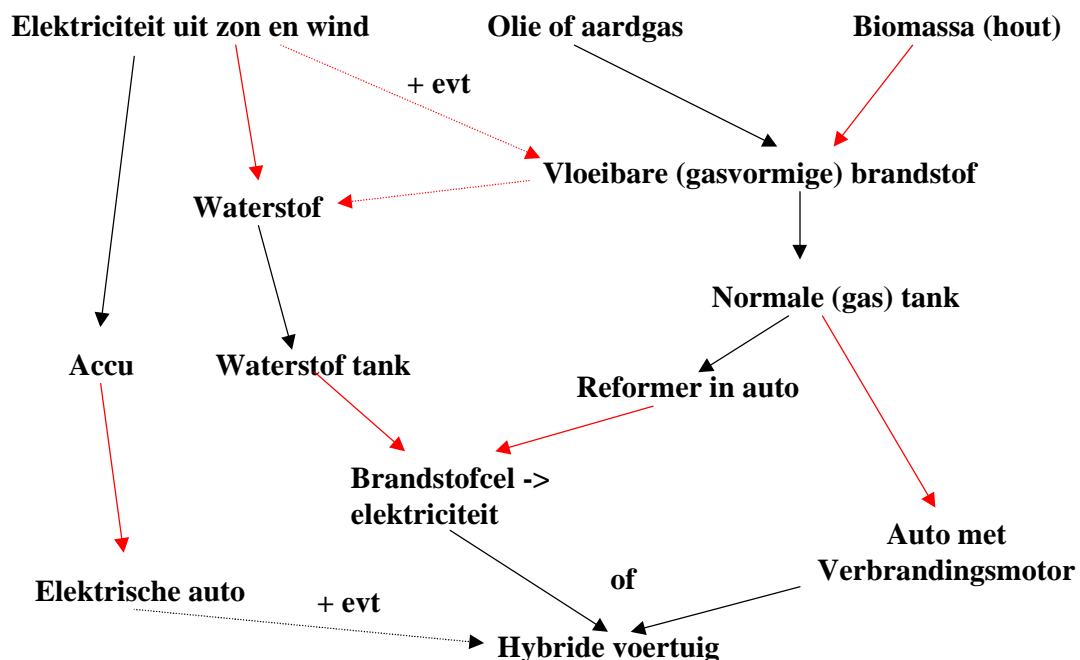 Elektriciteit uit zon en wind
Olie of aardgas
Biomassa (hout)
+ evt
Vloeibare (gasvormige) brandstof
Waterstof
Normale (gas) tank
Accu
Waterstof tank
Reformer in auto
Brandstofcel ->
elektriciteit
Auto met
Verbrandingsmotor
of
Elektrische auto
+ evt
Hybride voertuig